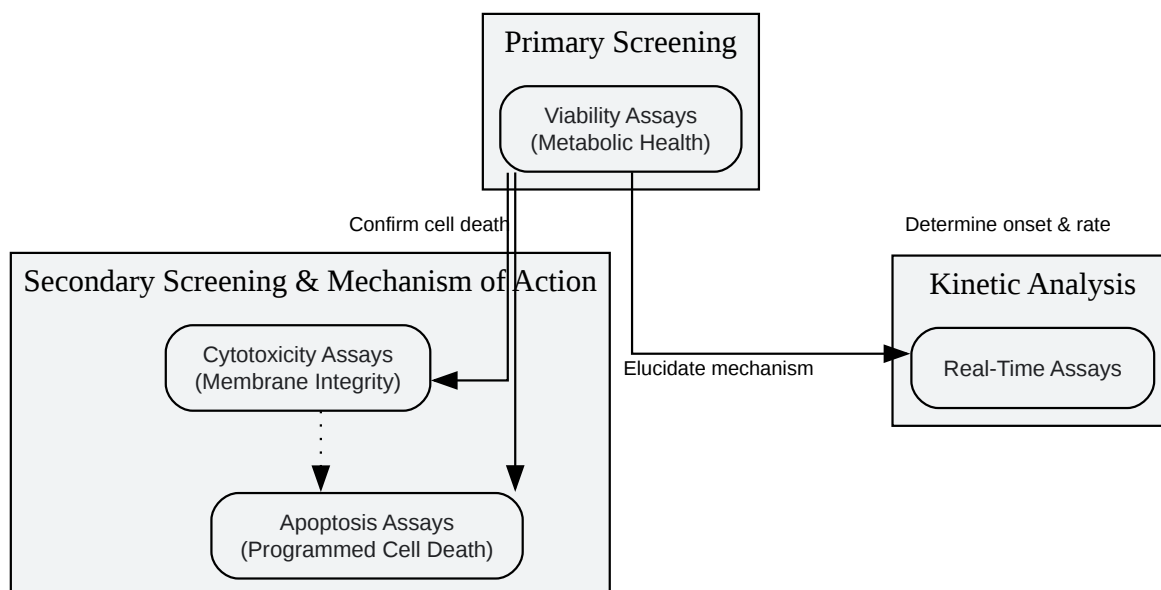 Primary Screening
Viability Assays
(Metabolic Health)
Confirm cell death
Determine onset & rate
Secondary Screening & Mechanism of Action
Kinetic Analysis
Cytotoxicity Assays
(Membrane Integrity)
Elucidate mechanism
Real-Time Assays
Apoptosis Assays
(Programmed Cell Death)